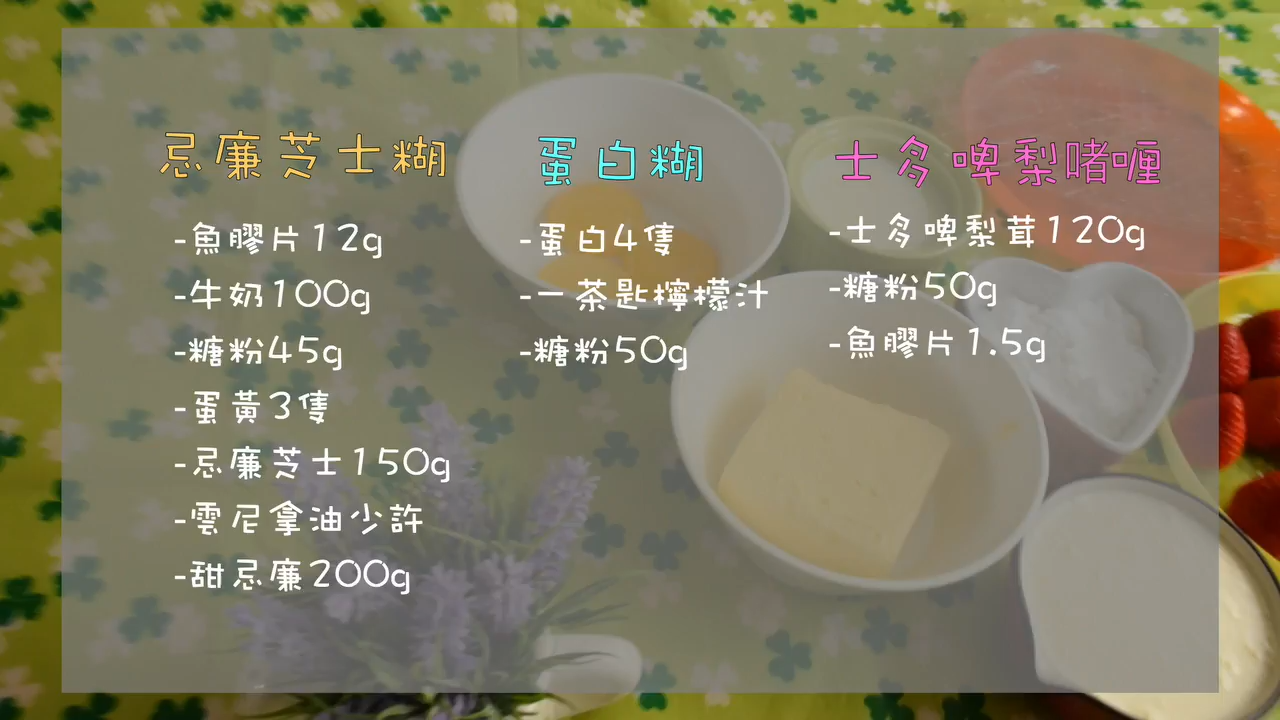 忌廉芝士糊
-魚膠片12g
-牛奶100g
-糖粉45g
-蛋黃3隻
-忌廉芝士150g
-雲尼拿油少許
-甜忌廉200g
蛋白糊
-蛋白4隻
-一茶匙檸檬汁
-糖粉50g
士多啤梨啫喱
-士多啤梨茸120g
-糖粉50g
-魚膠片1.5g